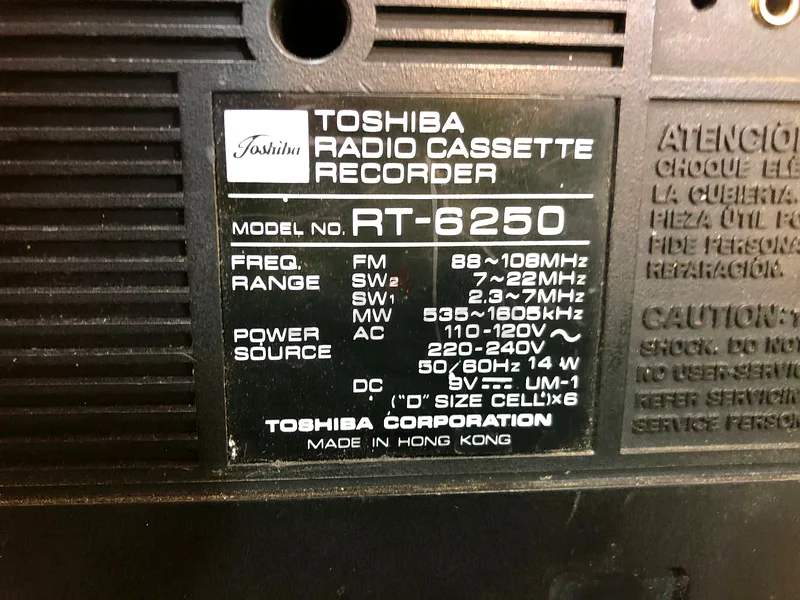 Toshiba
TOSHIBA
RADIO CASSETTE
RECORDER
MODEL NO. RT-6250
FREQ. RANGE FM 88~108MHz
SW2 7~22MHz
SW1 2.3~7MHz
MW 535~1605kHz
POWER SOURCE AC 110-120V ~
220-240V
50/60Hz 14 W
DC 9V ⎓ UM-1
("D" SIZE CELL)×6
TOSHIBA CORPORATION
MADE IN HONG KONG
ATENCIÓN
CHOQUE
LA CUBIERTA.
PIEZA ÚTIL
PIDE
REPARACIÓN.
CAUTION:
SHOCK. DO NOT
NO
REFER
SERVICE